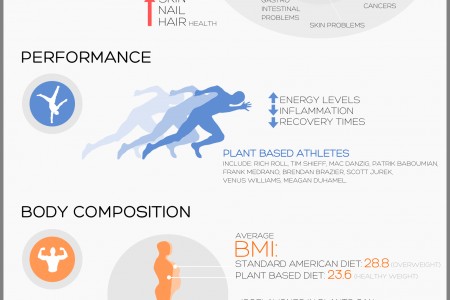 SKIN
NAIL
HAIR HEALTH
GASTRO
INTESTINAL
PROBLEMS
CANCERS
SKIN PROBLEMS
PERFORMANCE
ENERGY LEVELS
INFLAMMATION
RECOVERY TIMES
PLANT BASED ATHLETES
INCLUDE: RICH ROLL, TIM SHIEFF, MAC DANZIG, PATRIK BABOUMIAN,
FRANK MEDRANO, BRENDAN BRAZIER, SCOTT JUREK,
VENUS WILLIAMS, MEAGAN DUHAMEL.
BODY COMPOSITION
AVERAGE
BMI:
STANDARD AMERICAN DIET: 28.8 (OVERWEIGHT)
PLANT BASED DIET: 23.6 (HEALTHY WEIGHT)